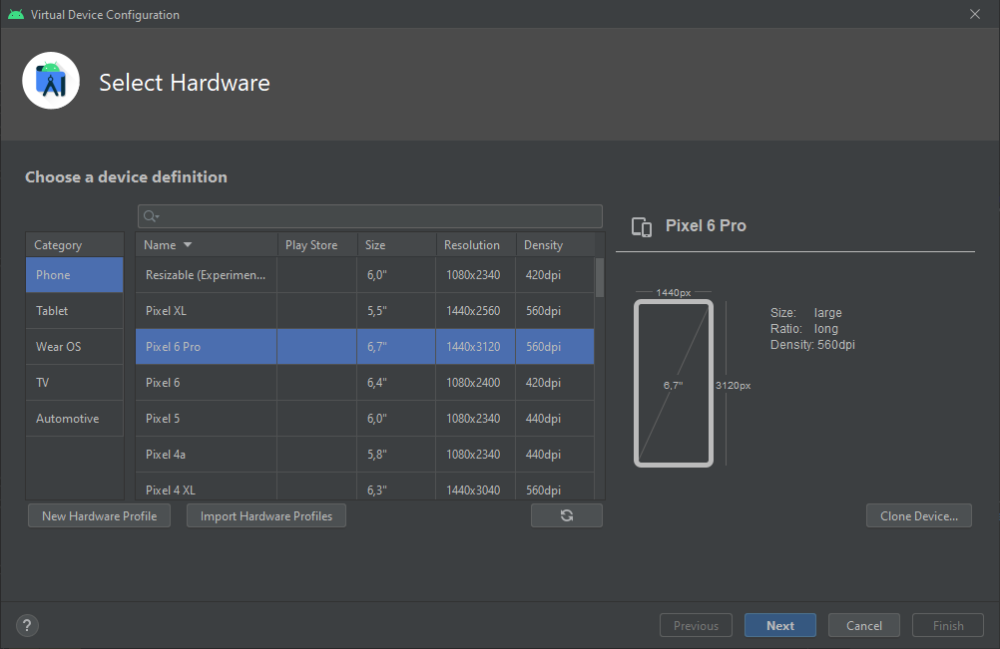 Virtual Device Configuration
Select Hardware
Choose a device definition
Category
Phone
Tablet
Wear OS
TV
Automotive
Name Play Store Size Resolution Density
Resizable (Experimen... 6,0" 1080x2340 420dpi
Pixel XL 5,5" 1440x2560 560dpi
Pixel 6 Pro 6,7" 1440x3120 560dpi
Pixel 6 6,4" 1080x2400 420dpi
Pixel 5 6,0" 1080x2340 440dpi
Pixel 4a 5,8" 1080x2340 440dpi
Pixel 4 XL 6,3" 1440x3040 560dpi
New Hardware Profile Import Hardware Profiles
Pixel 6 Pro
1440px
6,7"
3120px
Size: large
Ratio: long
Density: 560dpi
Clone Device...
? Previous Next Cancel Finish